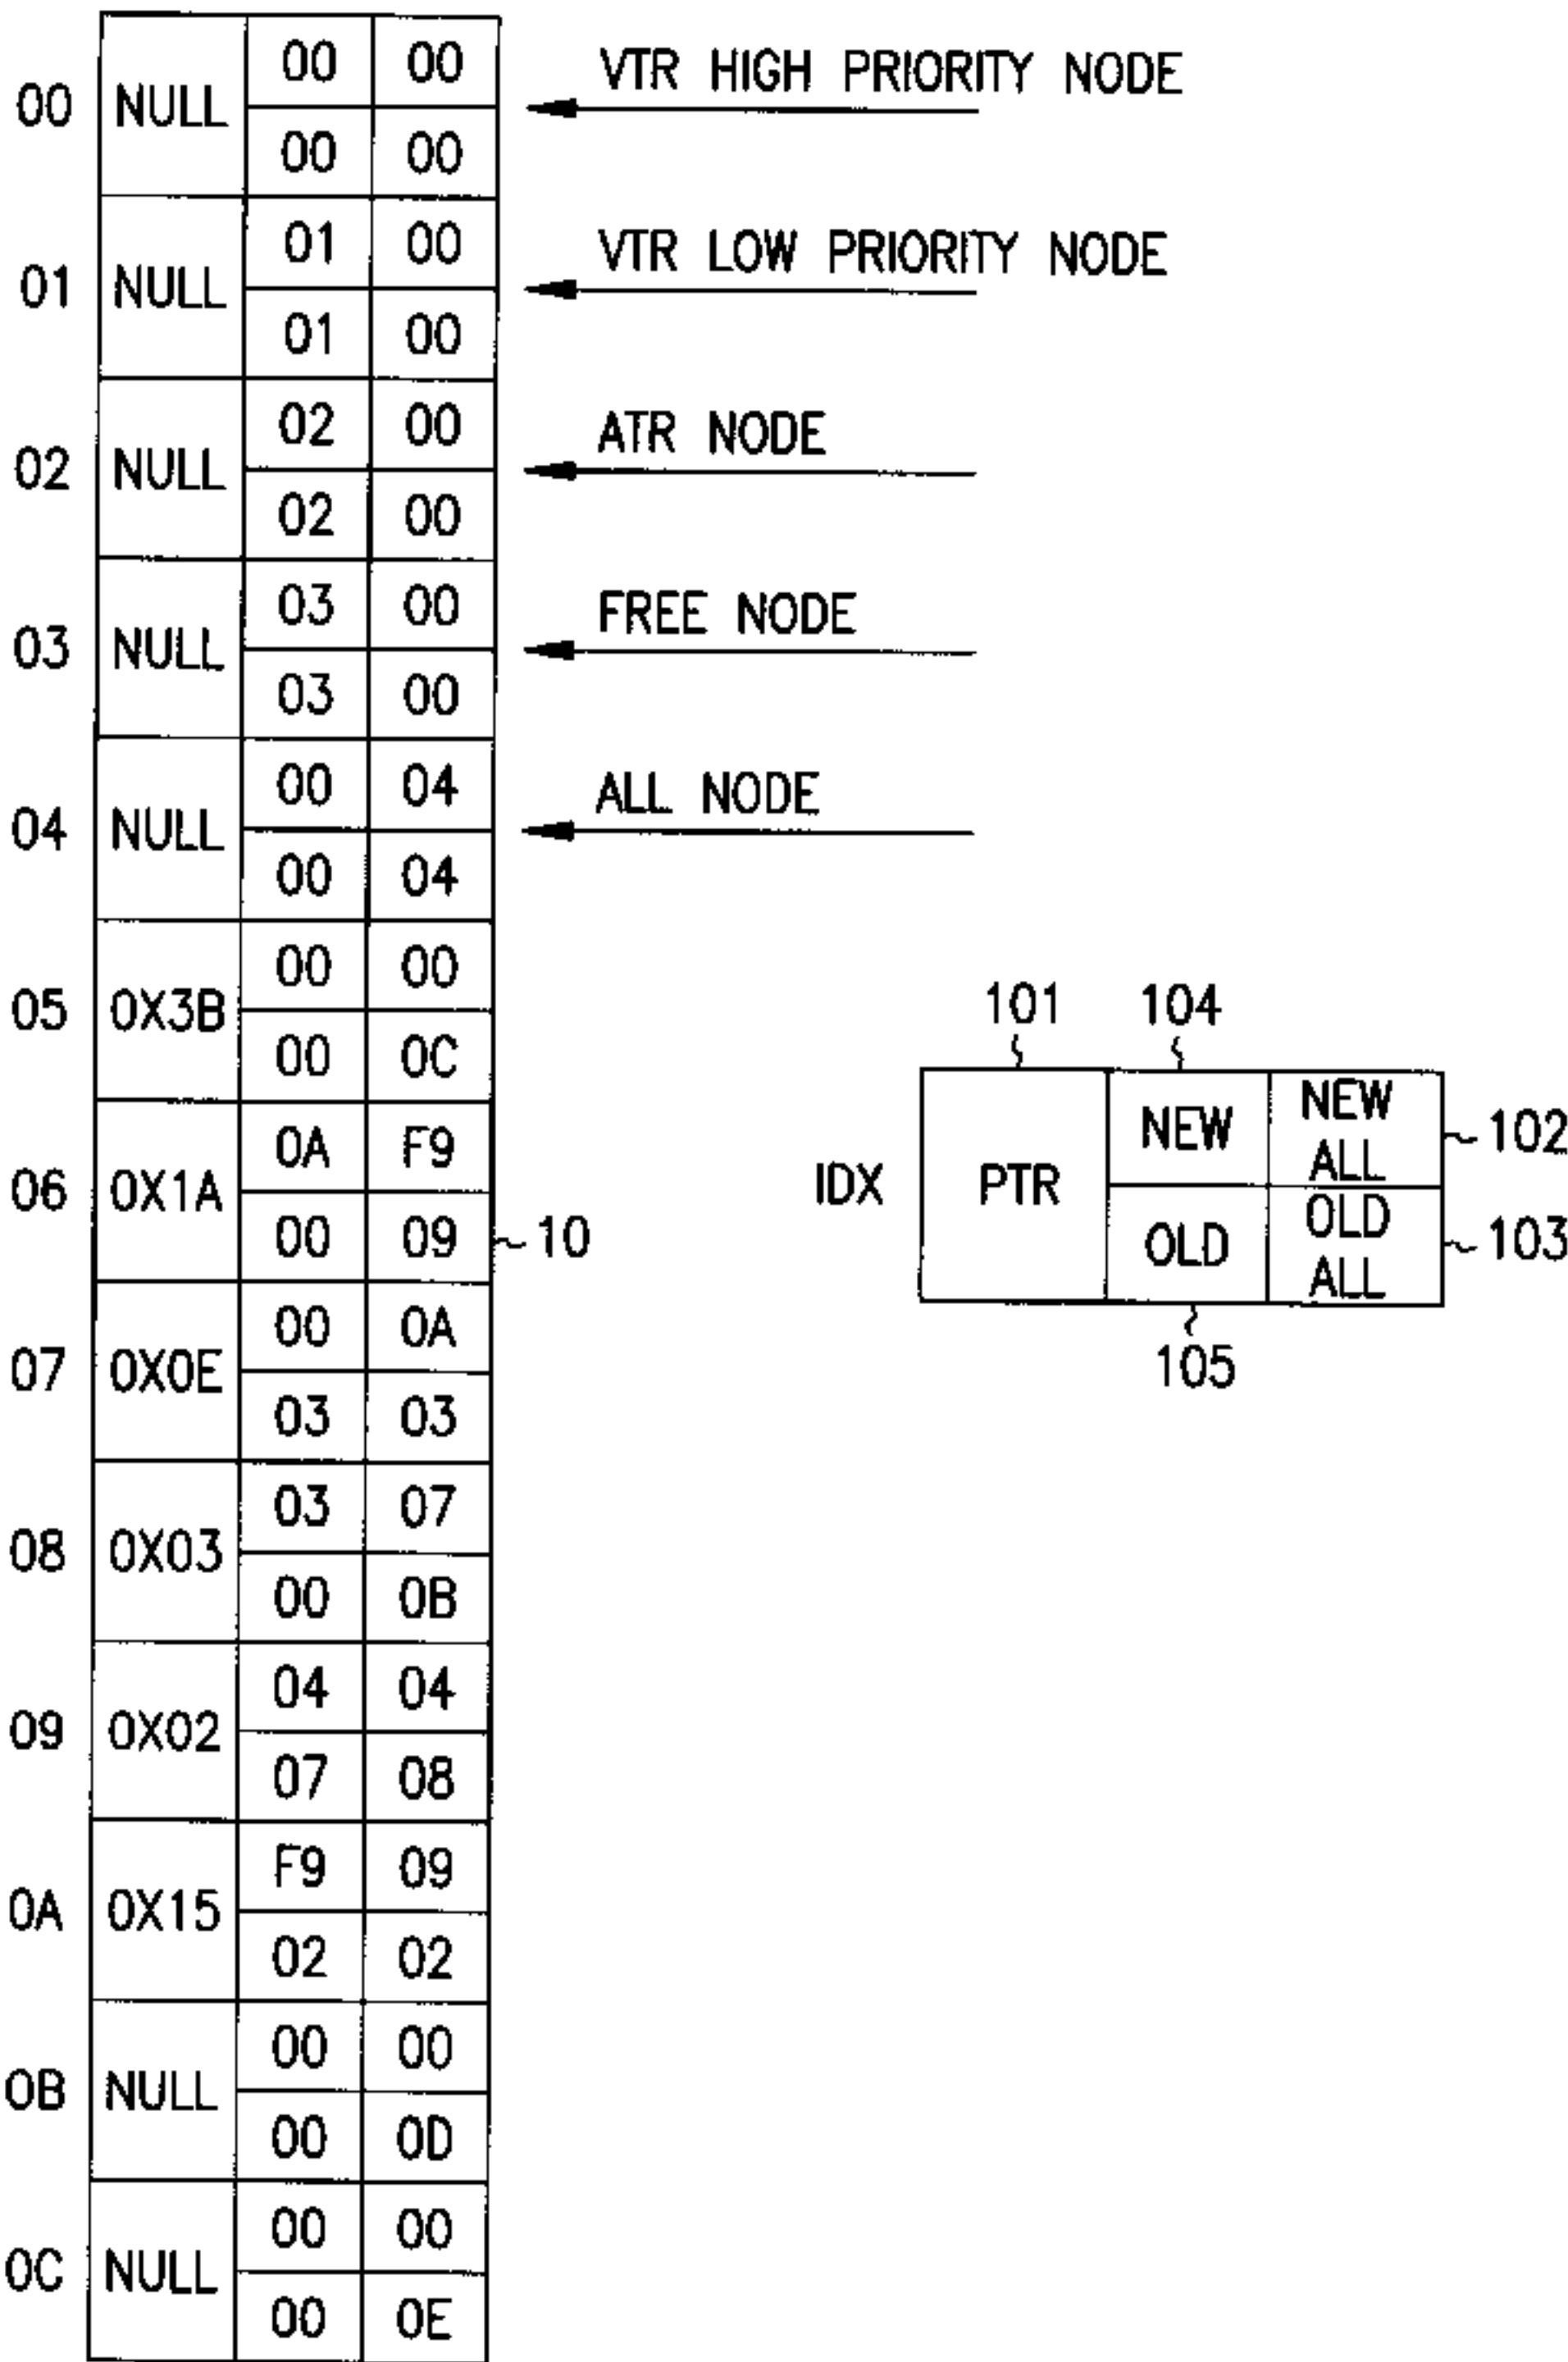 00 NULL 00 00 VTR HIGH PRIORITY NODE
00 00
01 NULL 01 00 VTR LOW PRIORITY NODE
01 00
02 NULL 02 00 ATR NODE
02 00
03 NULL 03 00 FREE NODE
03 00
04 NULL 00 04 ALL NODE
00 04
05 0X3B 00 00
00 0C
06 0X1A 0A F9
00 09
10
07 0X0E 00 0A
03 03
08 0X03 03 07
00 0B
09 0X02 04 04
07 08
0A 0X15 F9 09
02 02
0B NULL 00 00
00 0D
0C NULL 00 00
00 0E
101 104
IDX PTR NEW NEW ALL 102
OLD OLD ALL 103
105